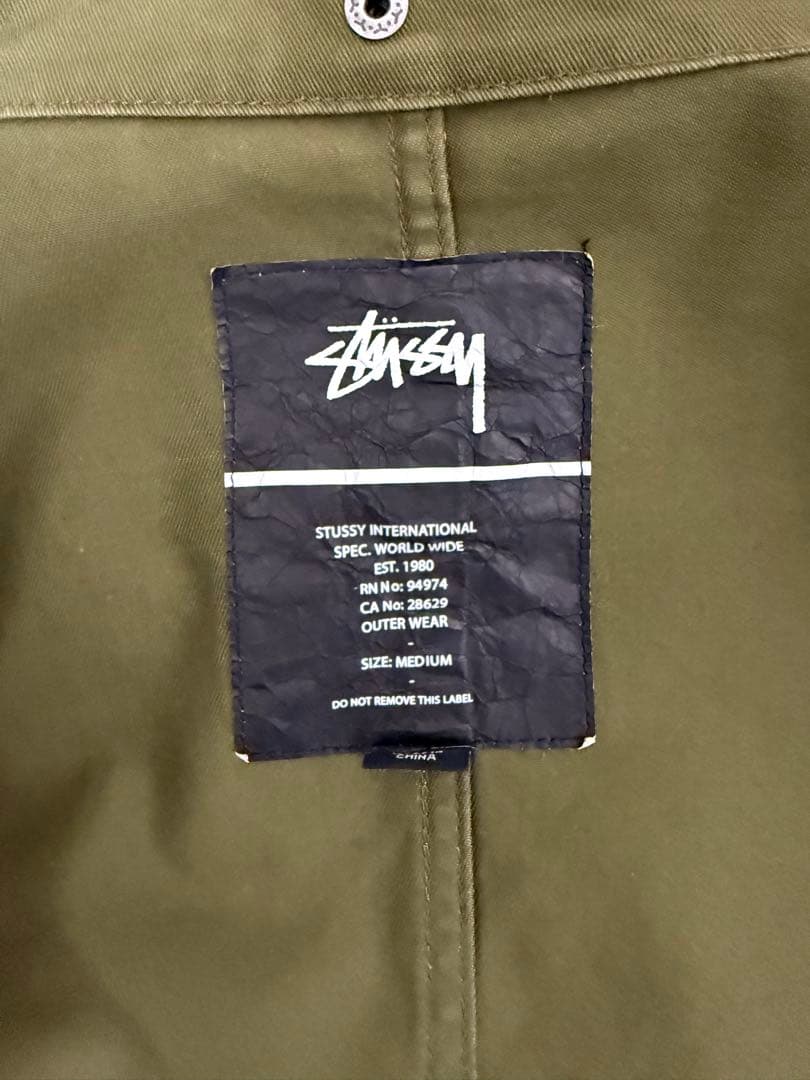 Stüssy
STUSSY INTERNATIONAL
SPEC. WORLD WIDE
EST. 1980
RN No: 94974
CA No: 28629
OUTER WEAR
-
SIZE: MEDIUM
-
DO NOT REMOVE THIS LABEL
CHINA